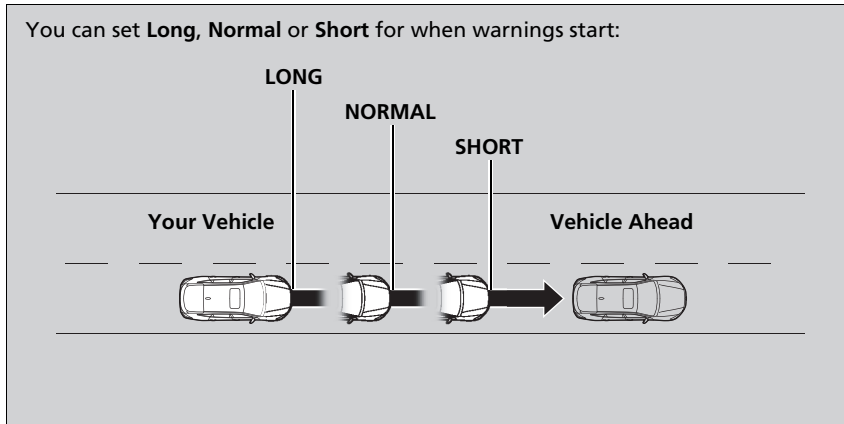 You can set Long, Normal or Short for when warnings start:
LONG
NORMAL
SHORT
Your Vehicle
Vehicle Ahead